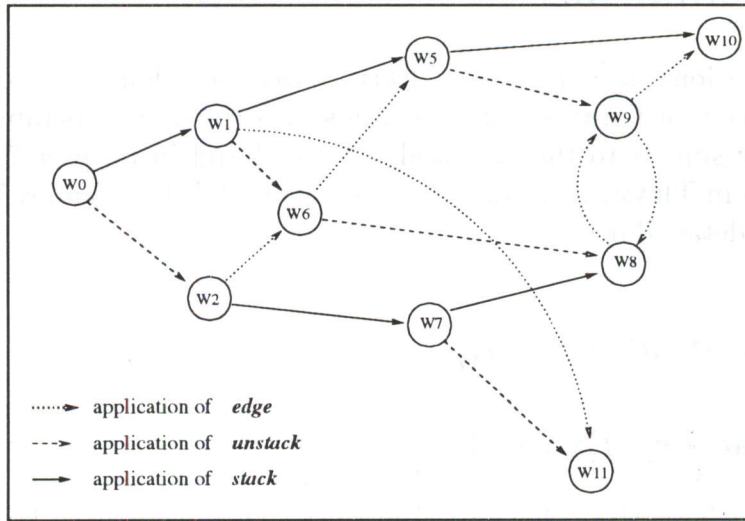 W10
W5
W9
W1
W0
W6
W8
W2
W7
application of edge
application of unstack
application of stack
W11